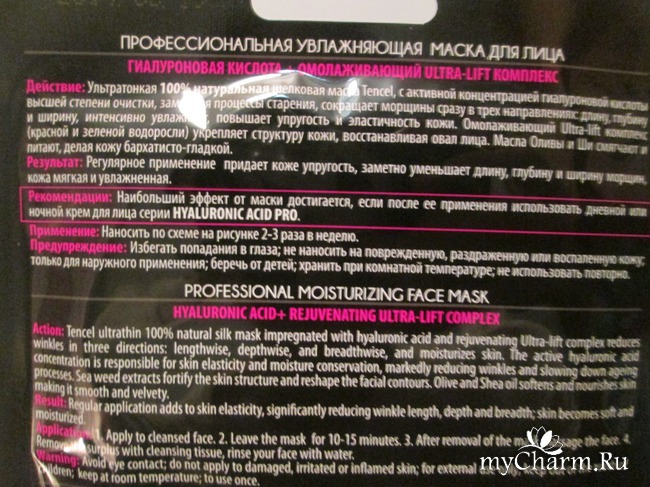 ПРОФЕССИОНАЛЬНАЯ УВЛАЖНЯЮЩАЯ МАСКА ДЛЯ ЛИЦА
ГИАЛУРОНОВАЯ КИСЛОТА + ОМОЛАЖИВАЮЩИЙ ULTRA-LIFT КОМПЛЕКС
Действие: Ультратонкая 100% натуральная шелковая маска Tencel, с активной концентрацией гиалуроновой кислоты
высшей степени очистки, процессы старения, сокращает морщины сразу в трех направлениях: длину, глубину
и ширину, интенсивно повышает упругость и эластичность кожи. Омолаживающий Ultra-lift комплекс
(красной и зеленой водоросли) укрепляет структуру кожи, восстанавливая овал лица. Масла Оливы и Ши смягчают и
питают, делая кожу бархатисто-гладкой.
Результат: Регулярное применение придает коже упругость, заметно уменьшает длину, глубину и ширину морщин,
кожа мягкая и увлажненная.
Рекомендации: Наибольший эффект от маски достигается, если после ее применения использовать дневной или
ночной крем для лица серии HYALURONIC ACID PRO.
Применение: Наносить по схеме на рисунке 2-3 раза в неделю.
Предупреждение: Избегать попадания в глаза; не наносить на поврежденную, раздраженную или воспаленную кожу;
только для наружного применения; беречь от детей; хранить при комнатной температуре; не использовать повторно.
PROFESSIONAL MOISTURIZING FACE MASK
HYALURONIC ACID+ REJUVENATING ULTRA-LIFT COMPLEX
Action: Tencel ultrathin 100% natural silk mask impregnated with hyaluronic acid and rejuvenating Ultra-lift complex reduces
winkles in three directions: lengthwise, depthwise, and breadthwise, and moisturizes skin. The active hyaluronic acid
concentration is responsible for skin elasticity and moisture conservation, markedly reducing winkles and slowing down ageing
processes. Sea weed extracts fortify the skin structure and reshape the facial contours. Olive and Shea oil softens and nourishes skin
making it smooth and velvety.
Result: Regular application adds to skin elasticity, significantly reducing winkle length, depth and breadth; skin becomes soft and
moisturized.
Application: 1. Apply to cleansed face. 2. Leave the mask for 10-15 minutes. 3. After removal of the the face. 4.
surplus with cleansing tissue, rinse your face with water.
Warning: Avoid eye contact; do not apply to damaged, irritated or inflamed skin; for external
children; keep at room temperature; to use once.
myCharm.Ru